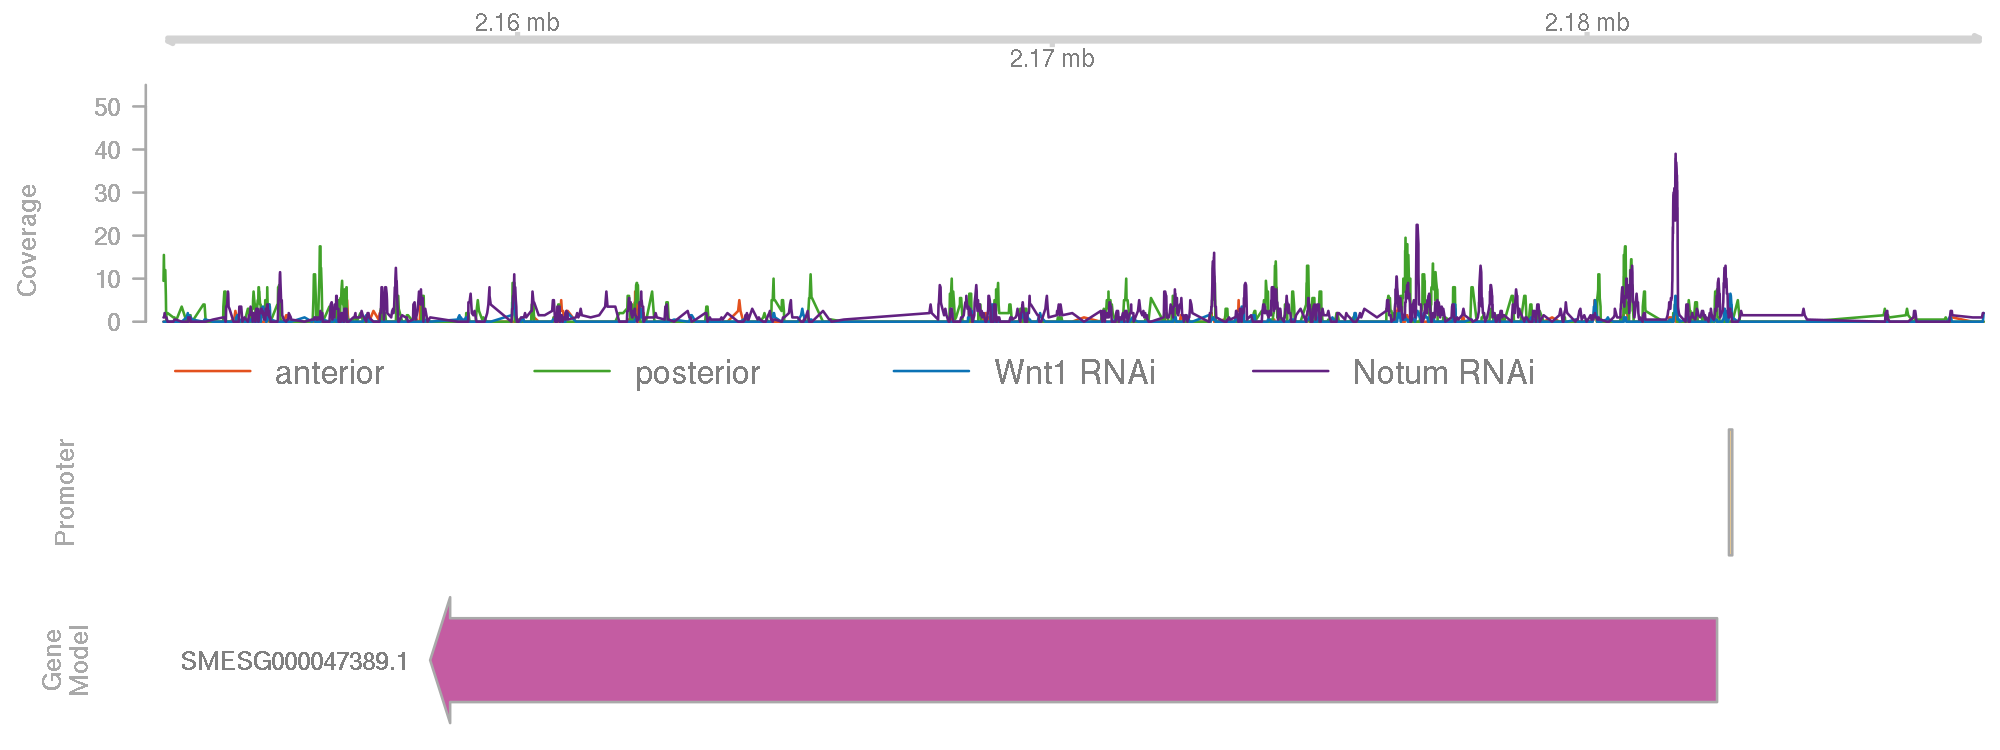 2.16 mb
2.18 mb
2.17 mb
Coverage
50
40
30
20
10
0
anterior
posterior
Wnt1 RNAi
Notum RNAi
Promoter
Gene
Model
SMESG000047389.1